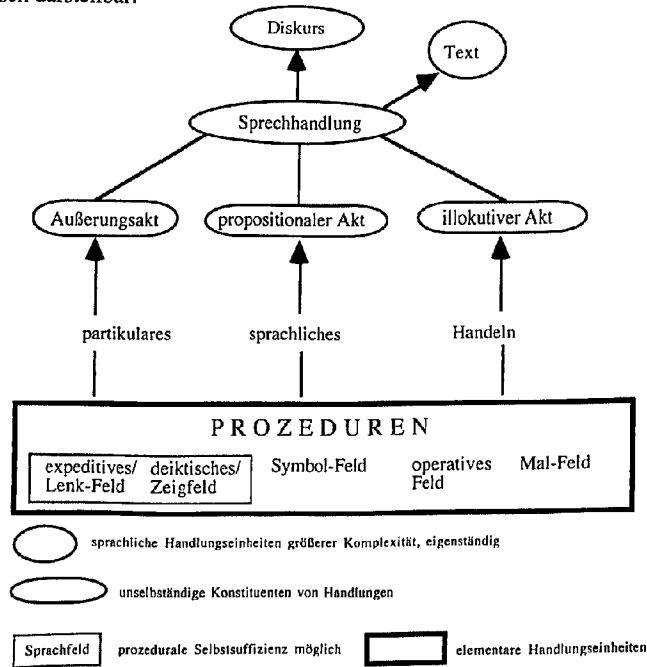 Diskurs
Text
Sprechhandlung
Äußerungsakt
propositionaler Akt
illokutiver Akt
partikulares
sprachliches
Handeln
PROZEDUREN
expeditives/ deiktisches/ Symbol-Feld operatives Mal-Feld
Lenk-Feld Zeigfeld Feld
sprachliche Handlungseinheiten größerer Komplexität, eigenständig
unselbständige Konstituenten von Handlungen
Sprachfeld prozedurale Selbstsuffizienz möglich elementare Handlungseinheiten